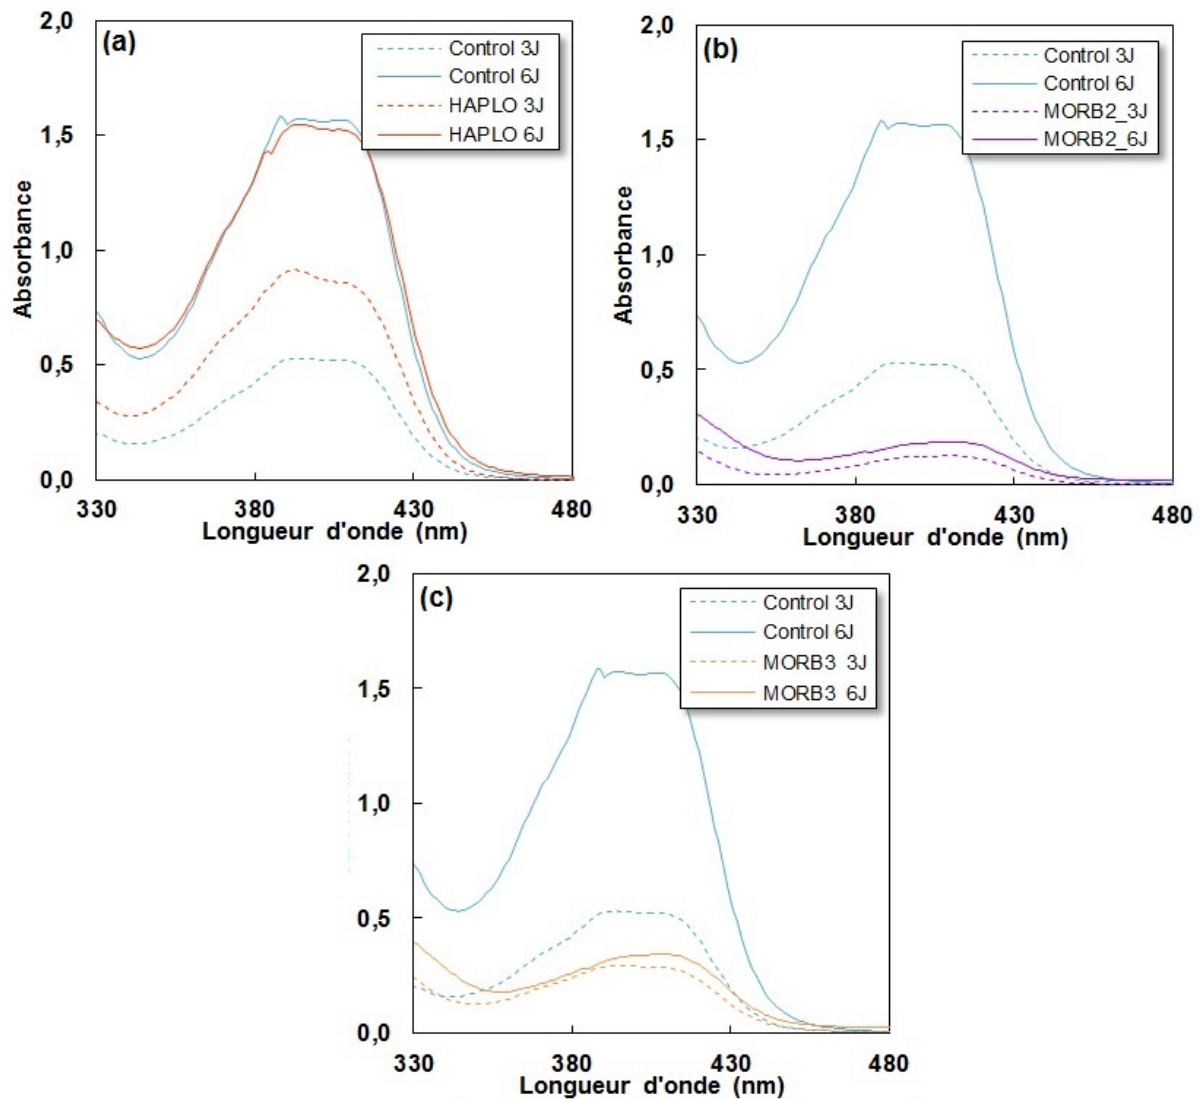 (a)
Control 3J
Control 6J
HAPLO 3J
HAPLO 6J
2,0
1,5
1,0
0,5
0,0
Absorbance
330
380
430
480
Longueur d'onde (nm)
(b)
Control 3J
Control 6J
MORB2_3J
MORB2_6J
2,0
1,5
1,0
0,5
0,0
Absorbance
330
380
430
480
Longueur d'onde (nm)
(c)
Control 3J
Control 6J
MORB3 3J
MORB3 6J
2,0
1,5
1,0
0,5
0,0
330
380
430
480
Longueur d'onde (nm)